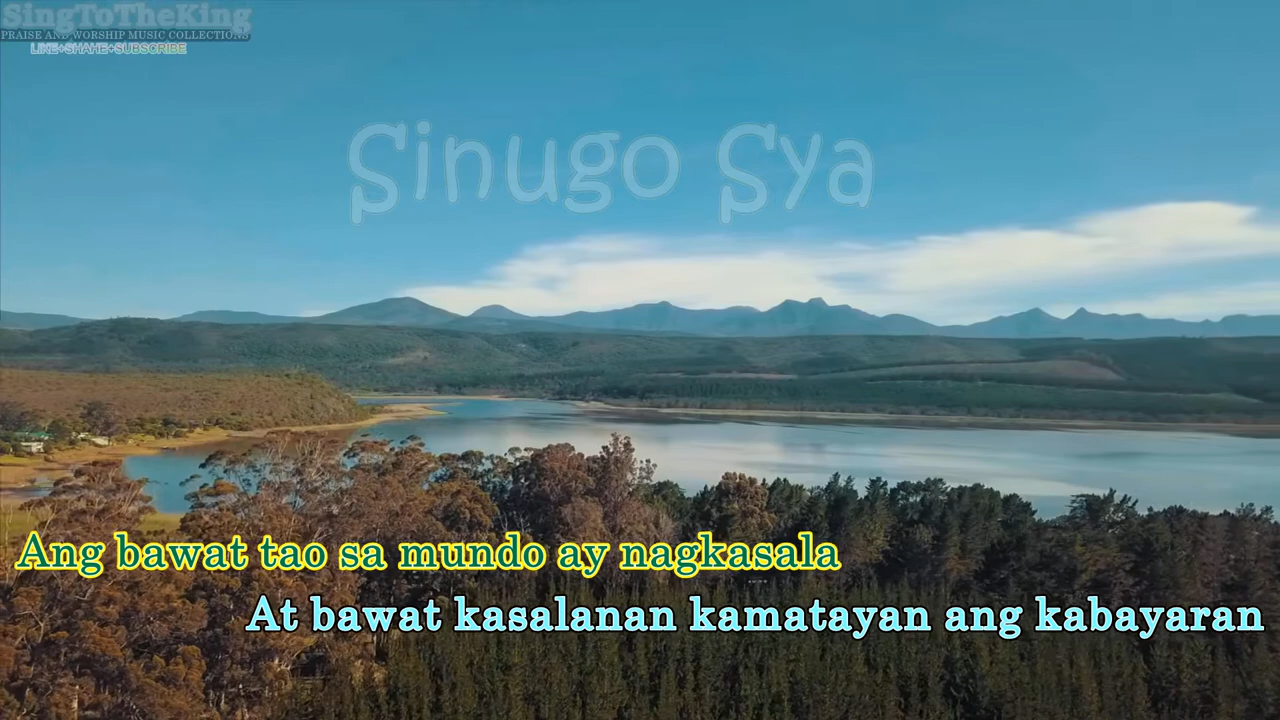 SingToTheKing
PRAISE AND WORSHIP MUSIC COLLECTIONS
LIKE+SHARE+SUBSCRIBE
Sinugo Sya
Ang bawat tao sa mundo ay nagkasala
At bawat kasalanan kamatayan ang kabayaran